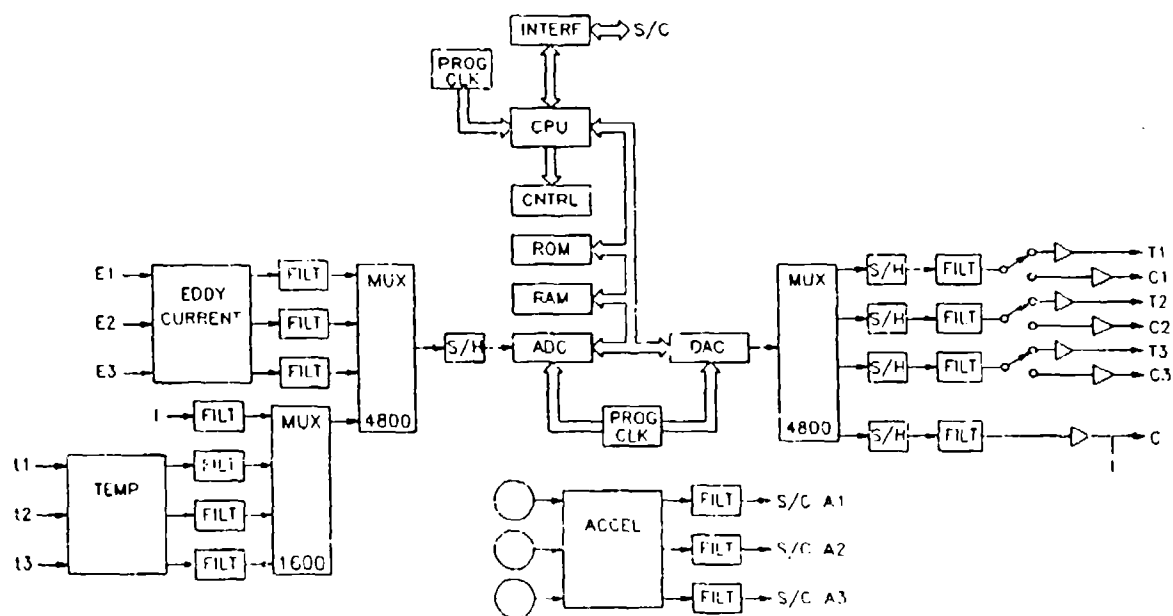 INTERF
S/C
PROG
CLK
CPU
CNTRL
ROM
RAM
E1
E2
E3
EDDY
CURRENT
FILT
FILT
FILT
MUX
4800
S/H
ADC
DAC
PROG
CLK
I
FILT
t1
t2
t3
TEMP
FILT
FILT
FILT
MUX
1600
MUX
4800
S/H
FILT
T1
C1
S/H
FILT
T2
C2
S/H
FILT
T3
C3
S/H
FILT
C
I
ACCEL
FILT
S/C A1
FILT
S/C A2
FILT
S/C A3